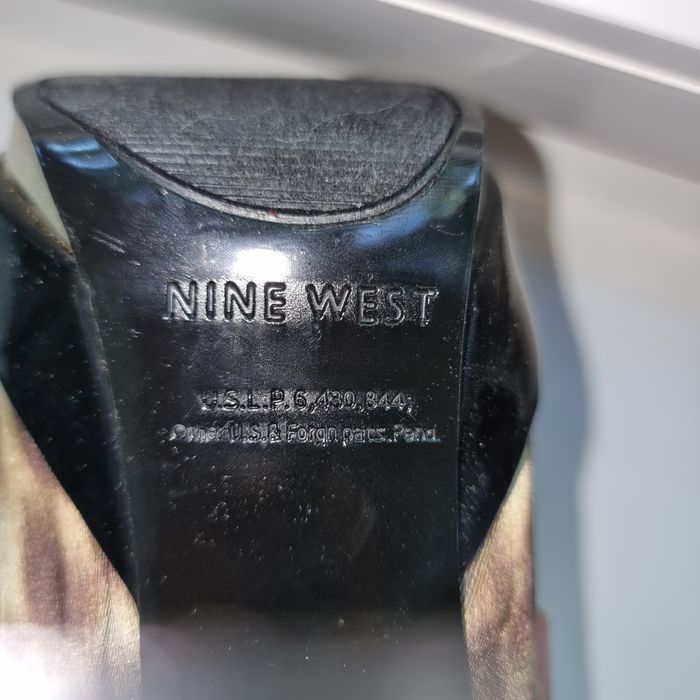 NINE WEST
U.S.L.P. 6,430,844;
Other U.S. & Forgn pats. Pend